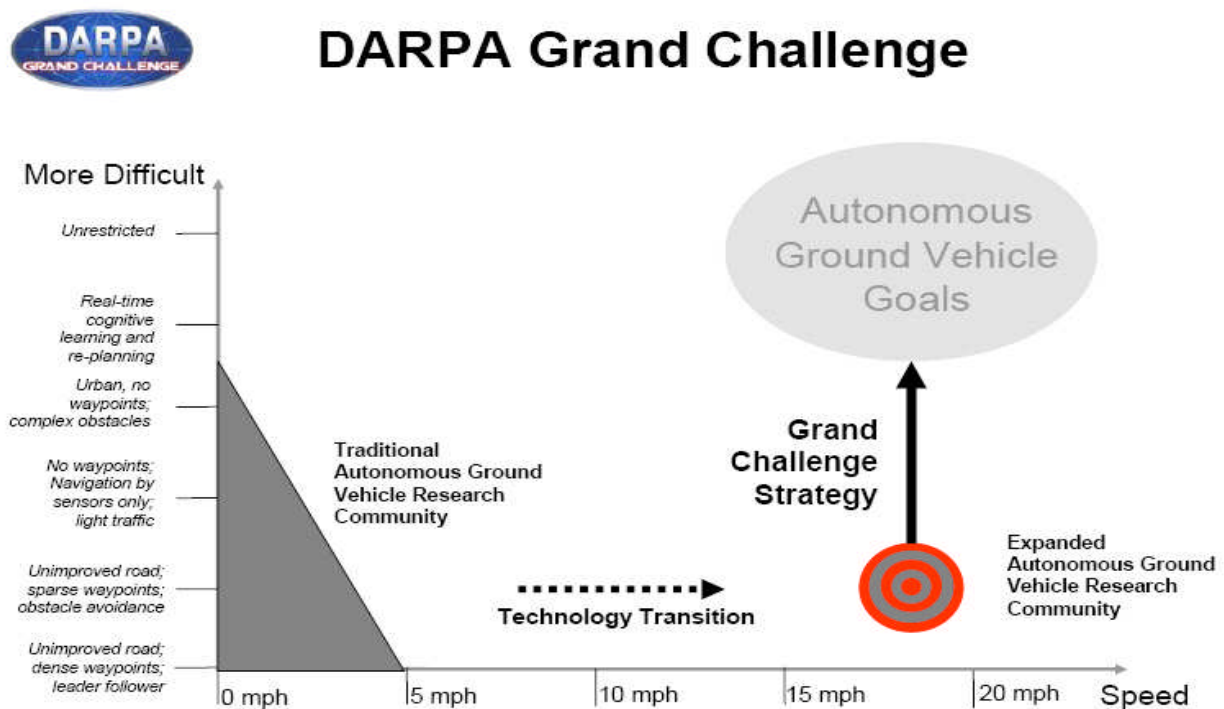 DARPA
GRAND CHALLENGE
DARPA Grand Challenge
More Difficult
Unrestricted
Real-time
cognitive
learning and
re-planning
Urban, no
waypoints;
complex obstacles
No waypoints;
Navigation by
sensors only;
light traffic
Unimproved road;
sparse waypoints;
obstacle avoidance
Unimproved road;
dense waypoints;
leader follower
Traditional
Autonomous Ground
Vehicle Research
Community
Technology Transition
Autonomous
Ground Vehicle
Goals
Grand
Challenge
Strategy
Expanded
Autonomous Ground
Vehicle Research
Community
0 mph
5 mph
10 mph
15 mph
20 mph
Speed